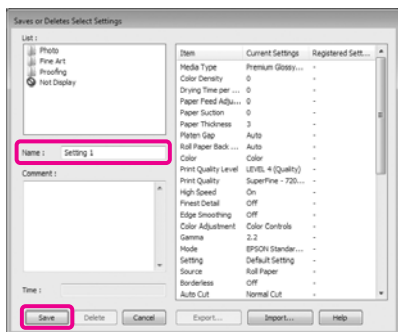 Saves or Deletes Select Settings
List :
Photo
Fine Art
Proofing
Not Display
Name : Setting 1
Comment :
Time :
Save Delete Cancel
Item Current Settings Registered Sett...
Media Type Premium Glossy... -
Color Density 0 -
Drying Time per ... 0 -
Paper Feed Adju... 0 -
Paper Suction 0 -
Paper Thickness 3 -
Platen Gap Auto -
Roll Paper Back ... Auto -
Color Color -
Print Quality Level LEVEL 4 (Quality) -
Print Quality SuperFine - 720... -
High Speed On -
Finest Detail Off -
Edge Smoothing Off -
Color Adjustment Color Controls -
Gamma 2.2 -
Mode EPSON Standar... -
Setting Default Setting -
Source Roll Paper -
Borderless Off -
Auto Cut Normal Cut -
Export... Import... Help